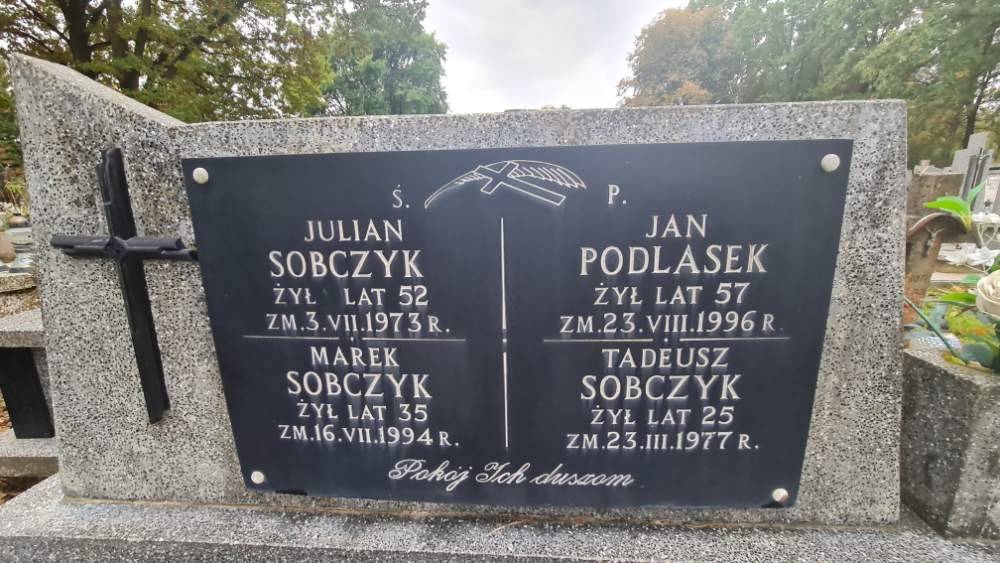 Ś. P.
JULIAN
SOBCZYK
ŻYŁ LAT 52
ZM.3.VII.1973 R.
MAREK
SOBCZYK
ŻYŁ LAT 35
ZM.16.VII.1994 R.
JAN
PODLASEK
ŻYŁ LAT 57
ZM.23.VIII.1996 R.
TADEUSZ
SOBCZYK
ŻYŁ LAT 25
ZM.23.III.1977 R.
Pokój Ich duszom